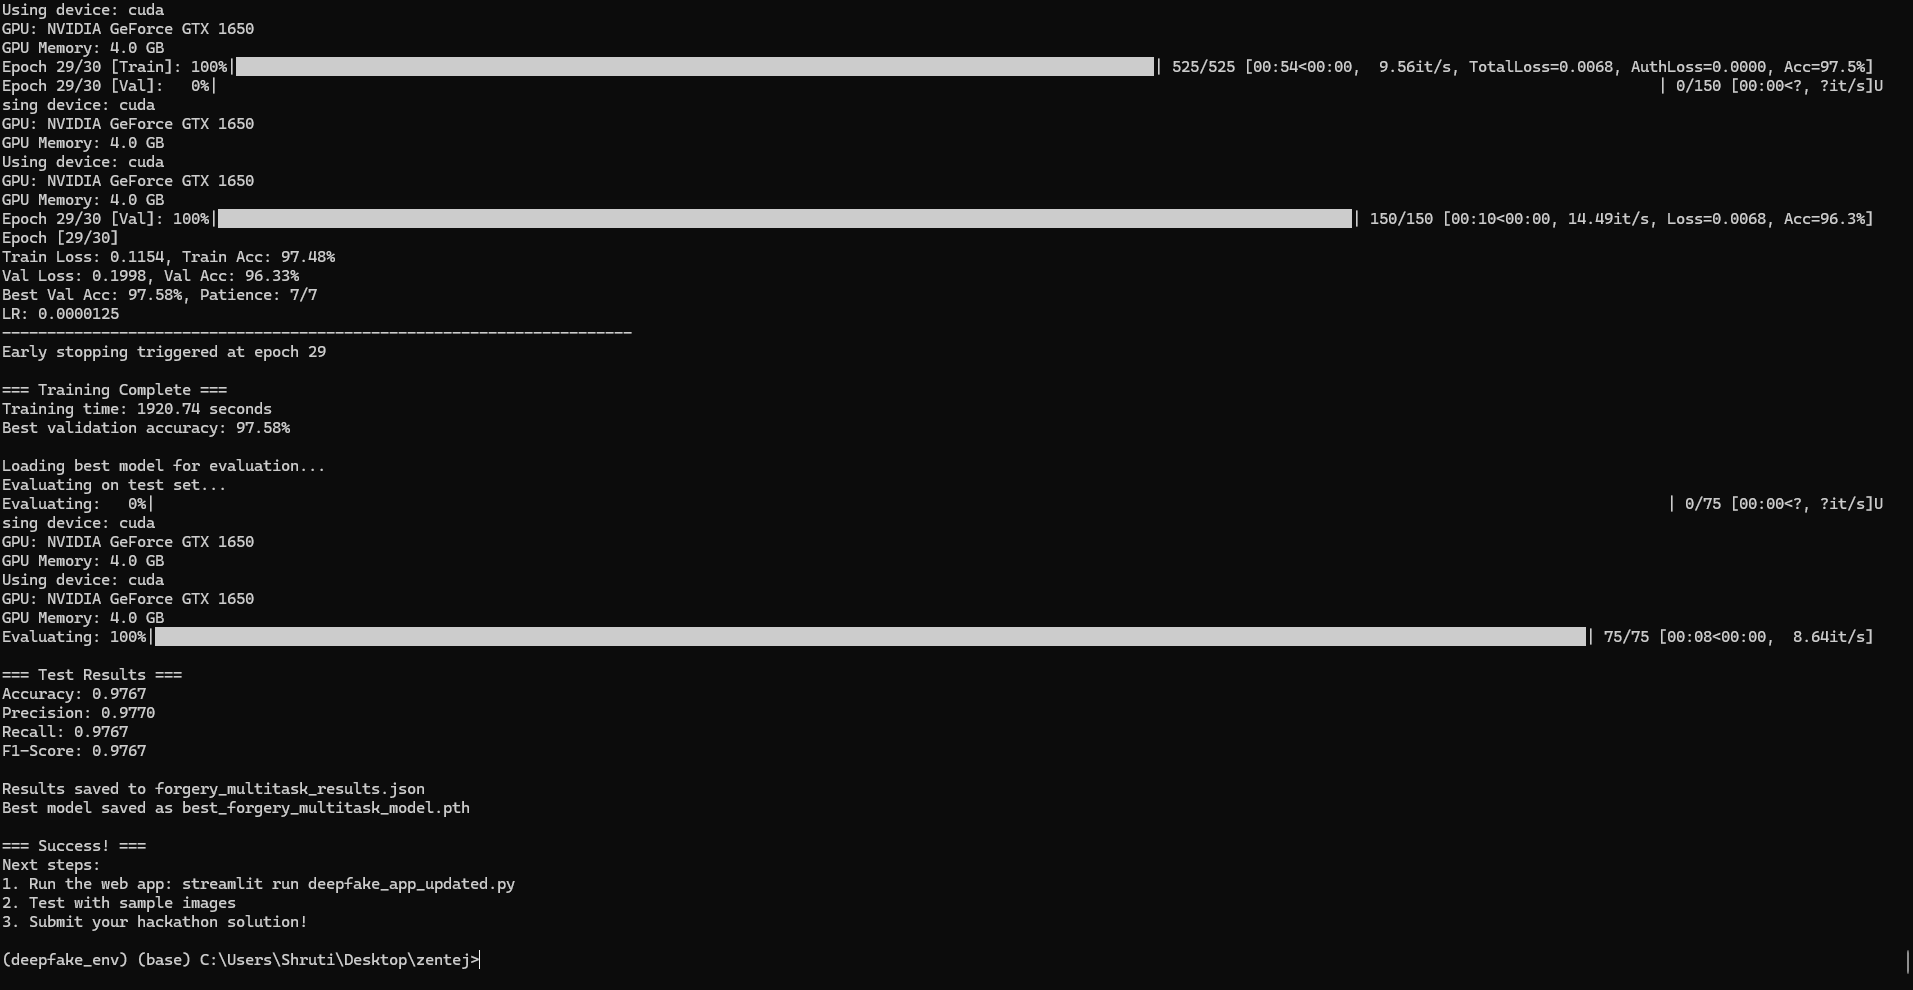 Using device: cuda
GPU: NVIDIA GeForce GTX 1650
GPU Memory: 4.0 GB
Epoch 29/30 [Train]: 100%|| 525/525 [00:54<00:00,  9.56it/s, TotalLoss=0.0068, AuthLoss=0.0000, Acc=97.5%]
Epoch 29/30 [Val]:   0%| | 0/150 [00:00<?, ?it/s]U
sing device: cuda
GPU: NVIDIA GeForce GTX 1650
GPU Memory: 4.0 GB
Using device: cuda
GPU: NVIDIA GeForce GTX 1650
GPU Memory: 4.0 GB
Epoch 29/30 [Val]: 100%|| 150/150 [00:10<00:00, 14.49it/s, Loss=0.0068, Acc=96.3%]
Epoch [29/30]
Train Loss: 0.1154, Train Acc: 97.48%
Val Loss: 0.1998, Val Acc: 96.33%
Best Val Acc: 97.58%, Patience: 7/7
LR: 0.0000125
----------------------------------------------------------------------
Early stopping triggered at epoch 29
=== Training Complete ===
Training time: 1920.74 seconds
Best validation accuracy: 97.58%
Loading best model for evaluation...
Evaluating on test set...
Evaluating:   0%| | 0/75 [00:00<?, ?it/s]U
sing device: cuda
GPU: NVIDIA GeForce GTX 1650
GPU Memory: 4.0 GB
Using device: cuda
GPU: NVIDIA GeForce GTX 1650
GPU Memory: 4.0 GB
Evaluating: 100%|| 75/75 [00:08<00:00,  8.64it/s]
=== Test Results ===
Accuracy: 0.9767
Precision: 0.9770
Recall: 0.9767
F1-Score: 0.9767
Results saved to forgery_multitask_results.json
Best model saved as best_forgery_multitask_model.pth
=== Success! ===
Next steps:
1. Run the web app: streamlit run deepfake_app_updated.py
2. Test with sample images
3. Submit your hackathon solution!
(deepfake_env) (base) C:\Users\Shruti\Desktop\zentej>